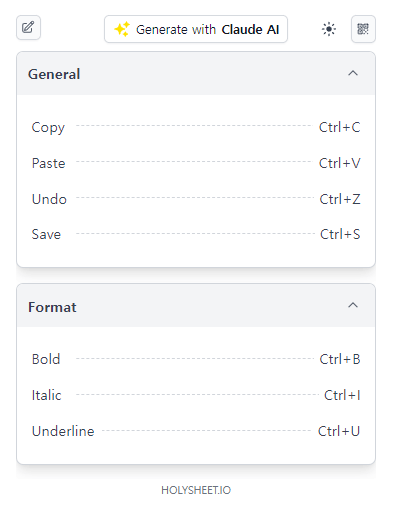 Generate with Claude AI
General
Copy Ctrl+C
Paste Ctrl+V
Undo Ctrl+Z
Save Ctrl+S
Format
Bold Ctrl+B
Italic Ctrl+I
Underline Ctrl+U
HOLYSHEET.IO